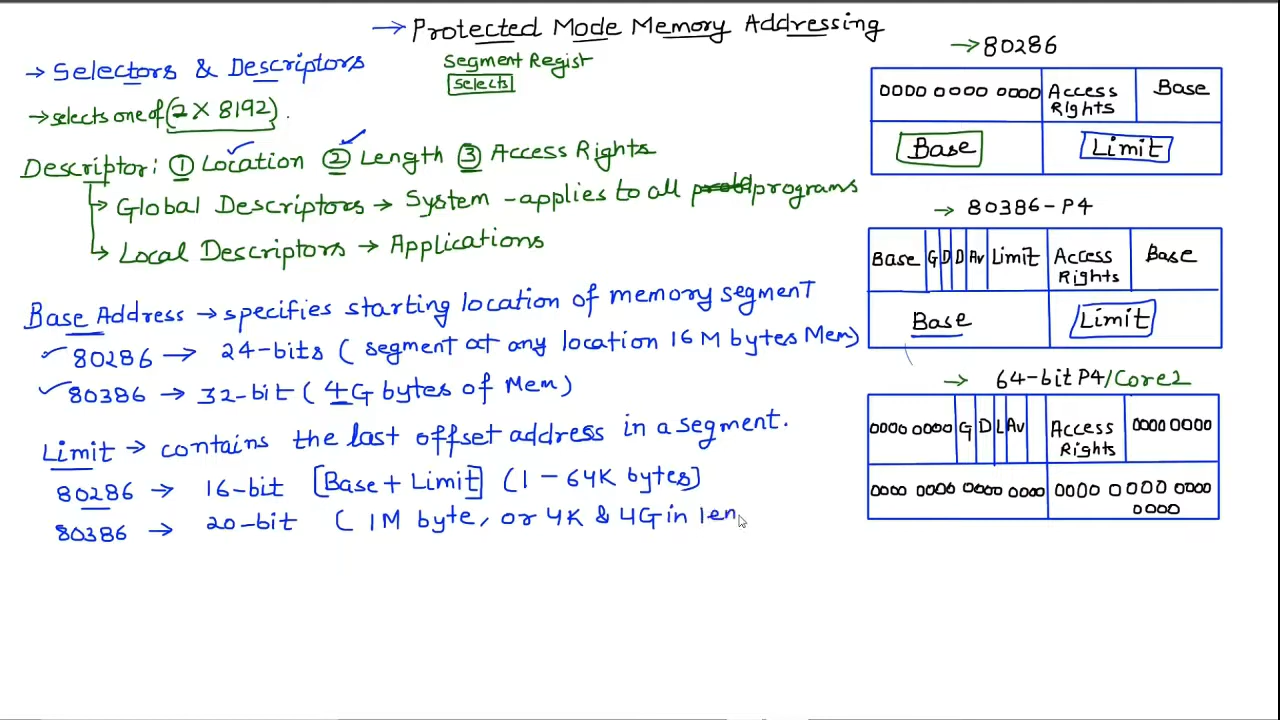 → Protected Mode Memory Addressing
→ Selectors & Descriptors
Segment Regist
Selects
→ selects one of (2 X 8192).
Descriptor: ① Location ② Length ③ Access Rights
Global Descriptors → System - applies to all programs
Local Descriptors → Applications
Base Address → specifies starting location of memory segment
80286 → 24-bits ( segment at any location 16 M bytes Mem)
80386 → 32-bit ( 4G bytes of Mem )
Limit → contains the last offset address in a segment.
80286 → 16-bit [Base + Limit] (1 - 64K bytes)
80386 → 20-bit ( 1M byte, or 4K & 4G in len
→ 80286
0000 0000 0000 Access Rights Base
Base Limit
→ 80386-P4
Base G D D Av Limit Access Rights Base
Base Limit
→ 64-bit P4/Core2
0000 0000 G D L Av Access Rights 0000 0000
0000 0000 0000 0000 0000 0000 0000
0000